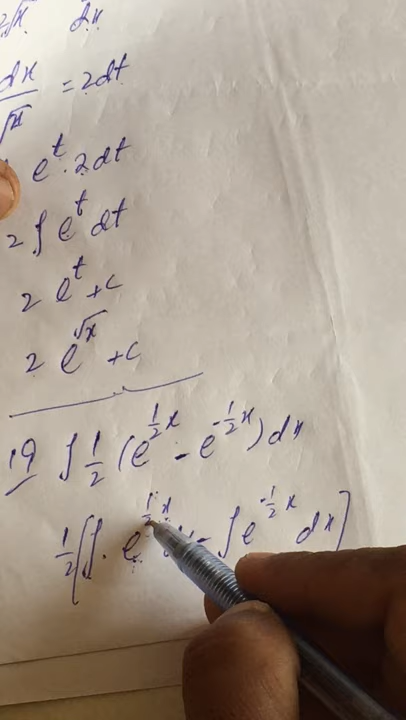 2√x dx
dx/√x = 2dt
e^t . 2dt
2 ∫ e^t dt
2 e^t + c
2 e^√x + c
19 ∫ 1/2 (e^{1/2 x} - e^{-1/2 x}) dx
1/2 [∫ e^{1/2 x} - ∫ e^{-1/2 x} dx]